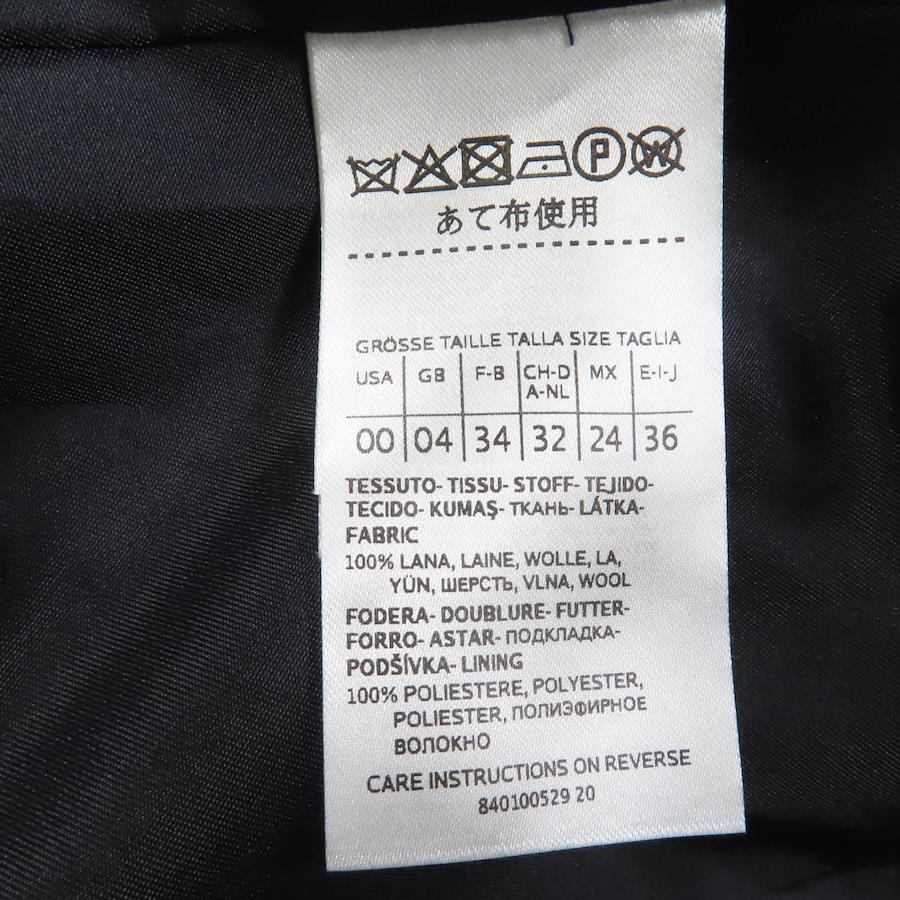 P W
あて布使用
GRÖSSE TAILLE TALLA SIZE TAGLIA
USA GB F-B CH-D A-NL MX E-I-J
00 04 34 32 24 36
TESSUTO- TISSU- STOFF- TEJIDO-
TECIDO- KUMAŞ- ТКАНЬ- LÁTKA-
FABRIC
100% LANA, LAINE, WOLLE, LA,
YÜN, ШЕРСТЬ, VLNA, WOOL
FODERA- DOUBLURE- FUTTER-
FORRO- ASTAR- ПОДКЛАДКА-
PODŠÍVKA- LINING
100% POLIESTERE, POLYESTER,
POLIESTER, ПОЛИЭФИРНОЕ
ВОЛОКНО
CARE INSTRUCTIONS ON REVERSE
840100529 20